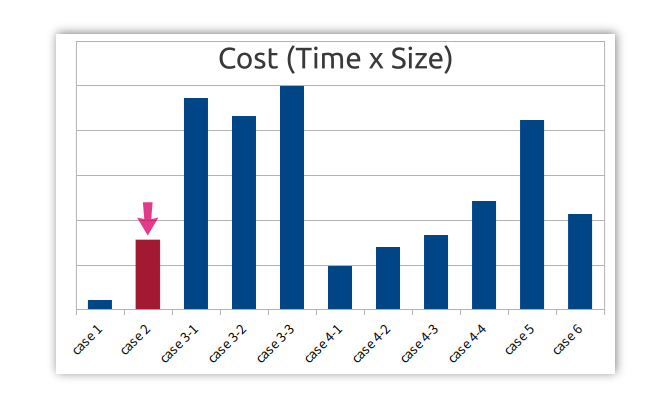 Cost (Time x Size)
case 1
case 2
case 3-1
case 3-2
case 3-3
case 4-1
case 4-2
case 4-3
case 4-4
case 5
case 6